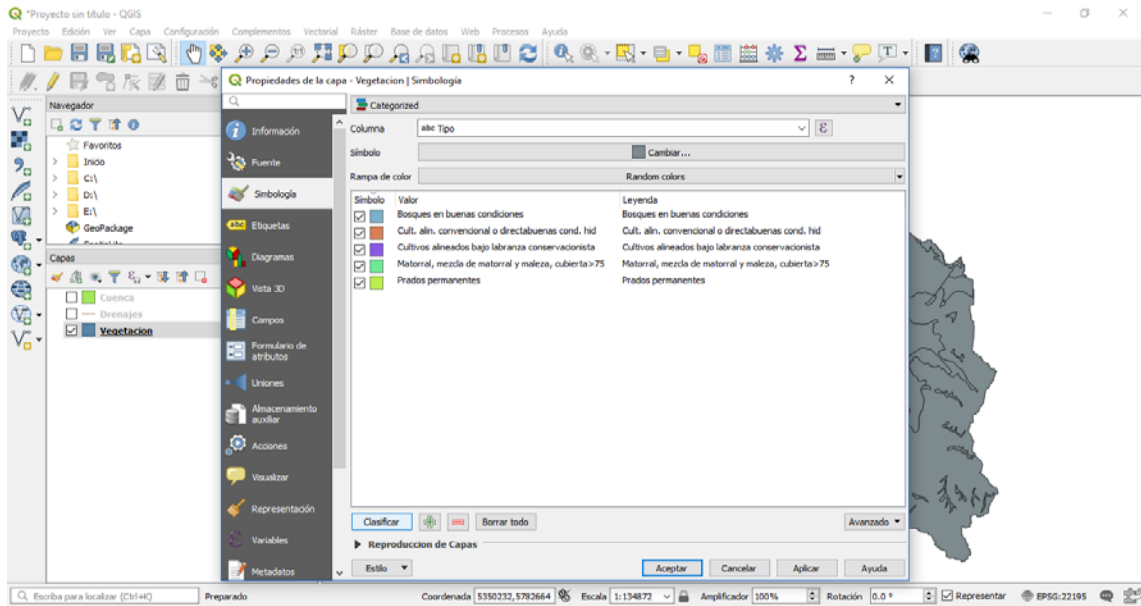 *Proyecto sin título - QGIS
Proyecto Edición Ver Capa Configuración Complementos Vectorial Ráster Base de datos Web Procesos Ayuda
Propiedades de la capa - Vegetacion | Simbología
Navegador
Favoritos
Inicio
C:\
D:\
E:\
GeoPackage
SpatiaLite
Capas
Cuenca
Drenajes
Vegetacion
Información
Fuente
Simbología
abc Etiquetas
Diagramas
Vista 3D
Campos
Formulario de
atributos
Uniones
Almacenamiento
auxiliar
Acciones
Visualizar
Representación
Variables
Metadatos
Categorized
Columna abc Tipo ε
Símbolo Cambiar...
Rampa de color Random colors
Símbolo Valor Leyenda
Bosques en buenas condiciones Bosques en buenas condiciones
Cult. alin. convencional o directabuenas cond. hid Cult. alin. convencional o directabuenas cond. hid
Cultivos alineados bajo labranza conservacionista Cultivos alineados bajo labranza conservacionista
Matorral, mezcla de matorral y maleza, cubierta>75 Matorral, mezcla de matorral y maleza, cubierta>75
Prados permanentes Prados permanentes
Clasificar Borrar todo Avanzado
Reproduccion de Capas
Estilo Aceptar Cancelar Aplicar Ayuda
Escriba para localizar (Ctrl+K) Preparado Coordenada 5350232,5782664 Escala 1:134872 Amplificador 100% Rotación 0.0 ° Representar EPSG:22195